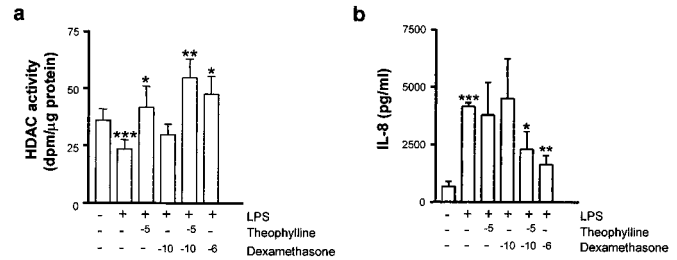 a
75
50
25
0
HDAC activity
(dpm/μg protein)
***
*
**
*
- + + + + + LPS
- - -5 - -5 - Theophylline
- - - -10 -10 -6 Dexamethasone
b
7500
5000
2500
0
IL-8 (pg/ml)
***
*
**
- + + + + + LPS
- - -5 - -5 - Theophylline
- - - -10 -10 -6 Dexamethasone